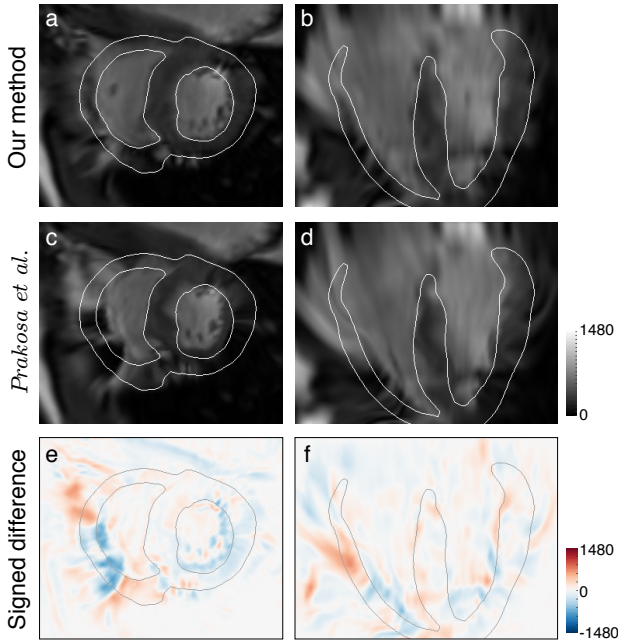 a
b
Our method
c
d
Prakosa et al.
1480
0
e
f
Signed difference
1480
0
-1480